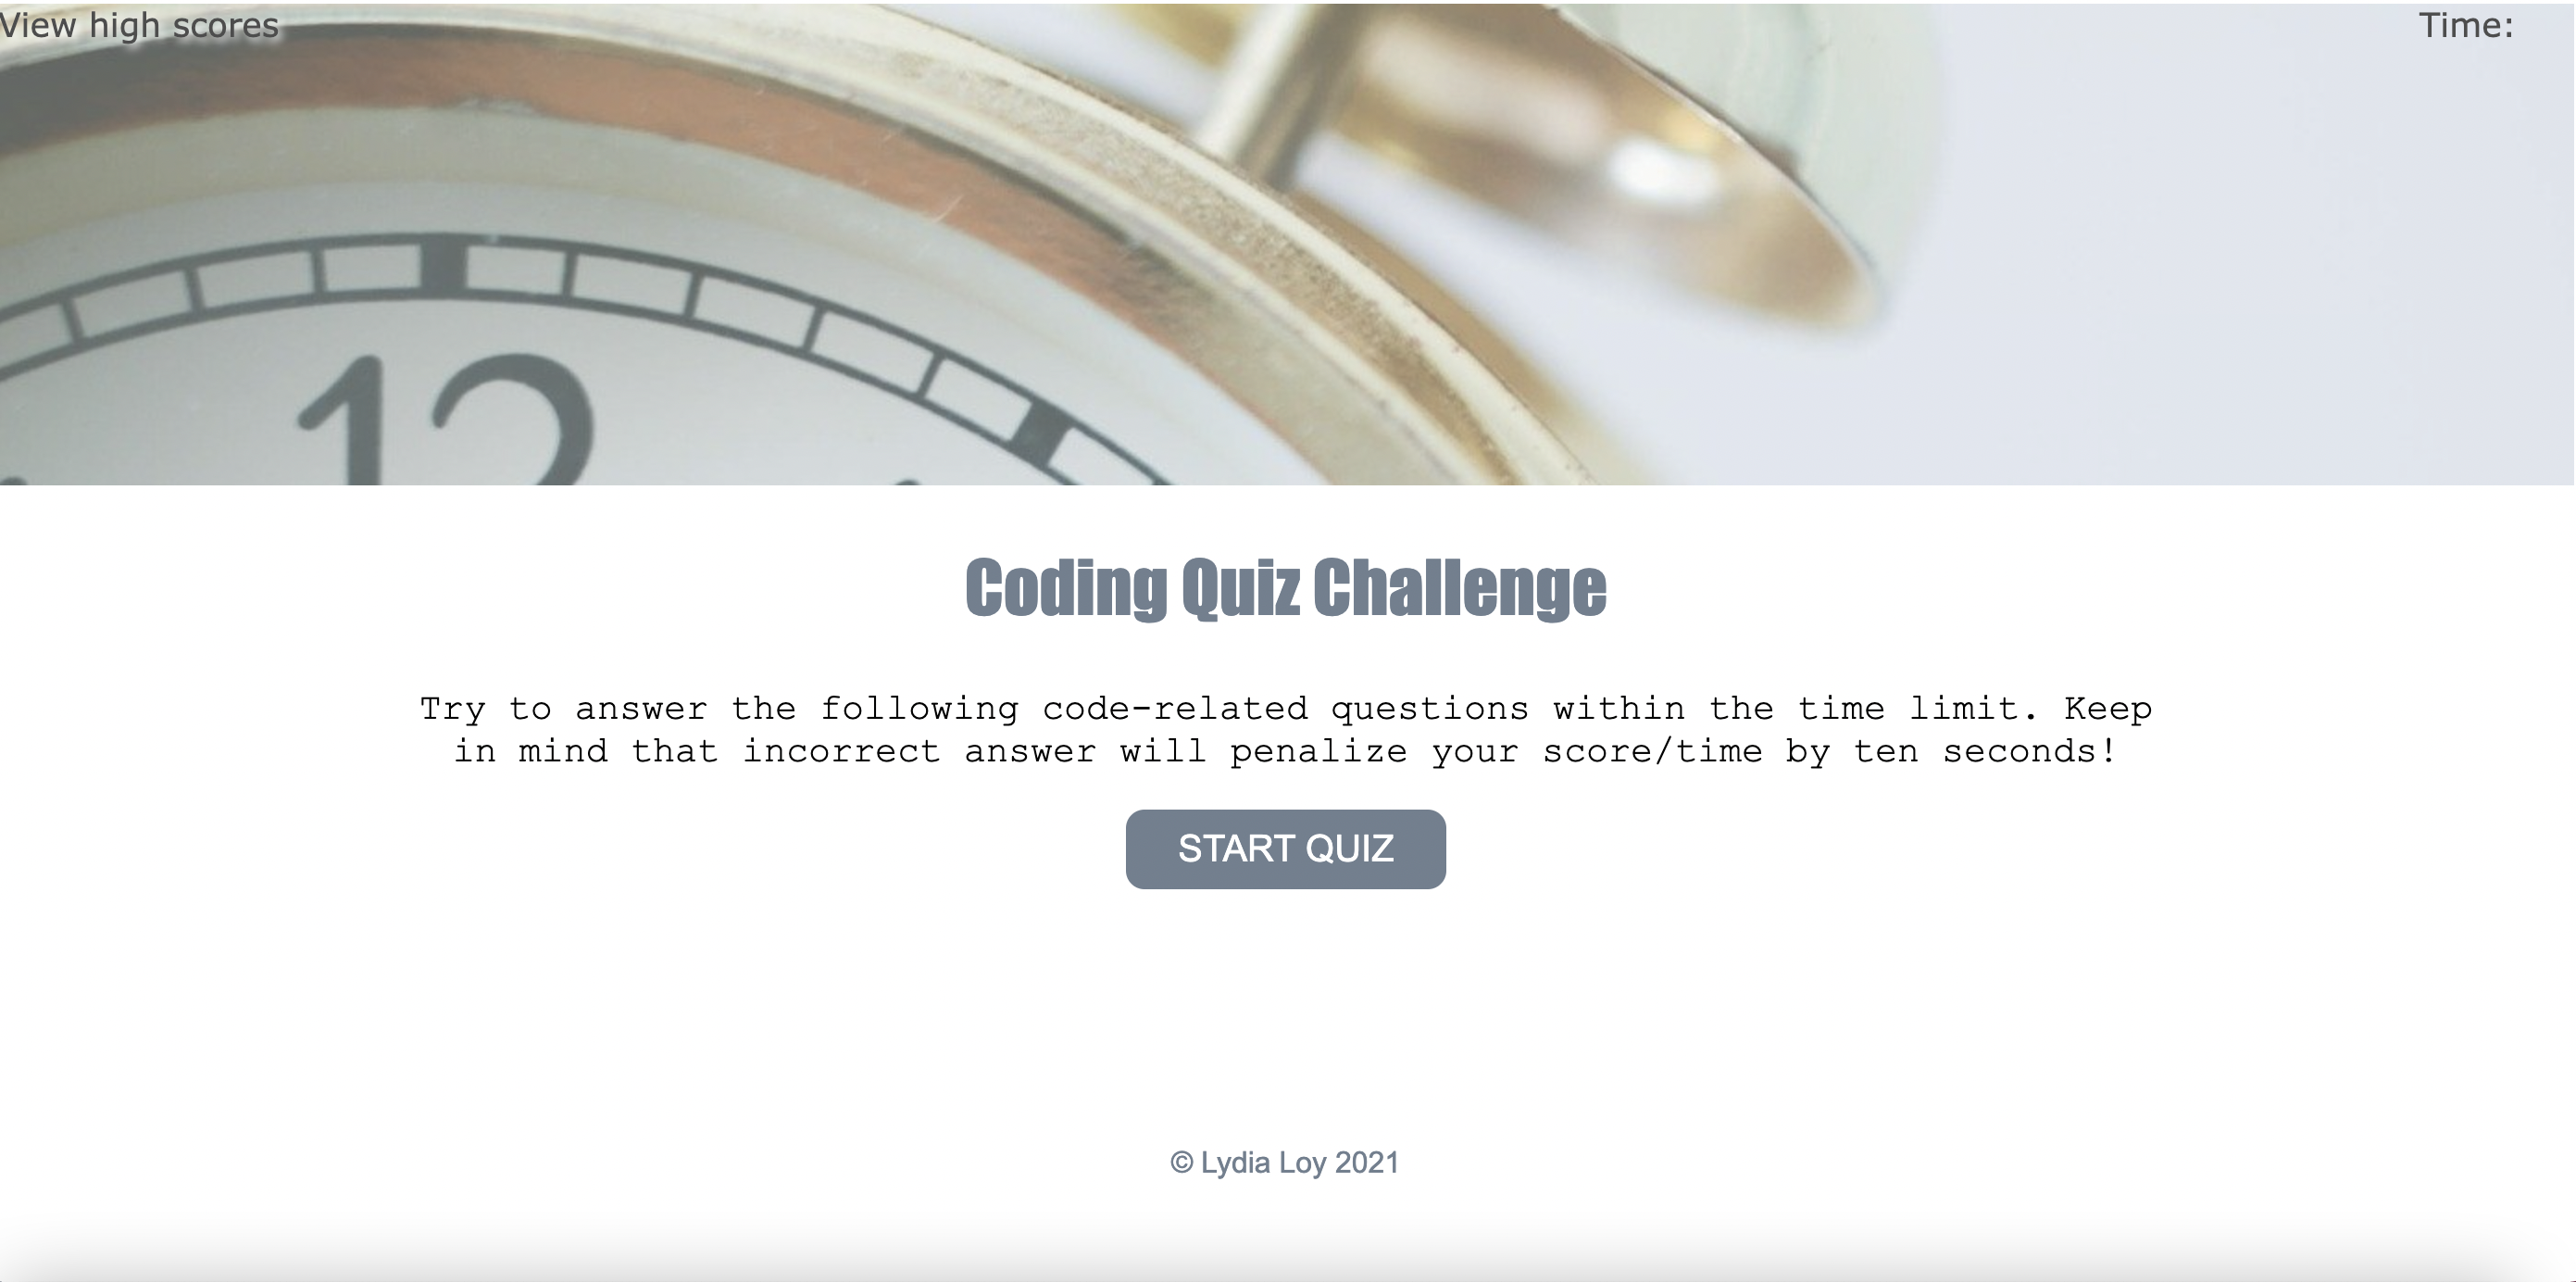 View high scores
Time:
12
Coding Quiz Challenge
Try to answer the following code-related questions within the time limit. Keep
in mind that incorrect answer will penalize your score/time by ten seconds!
START QUIZ
© Lydia Loy 2021